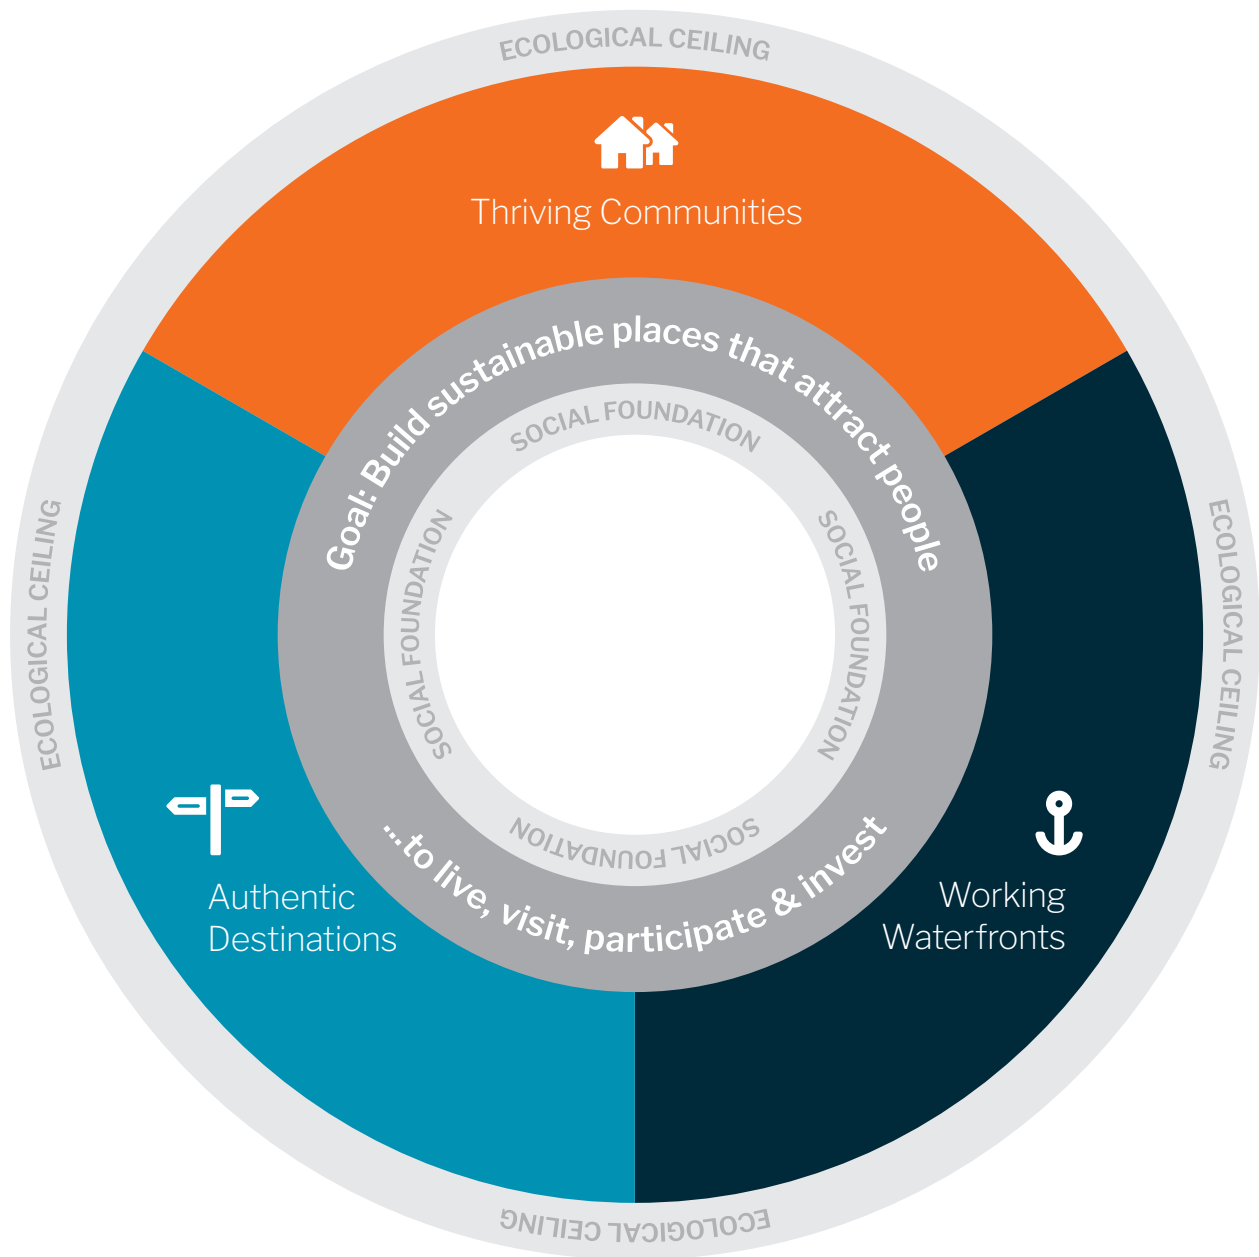 ECOLOGICAL CEILING
Thriving Communities
Goal: Build sustainable places that attract people
SOCIAL FOUNDATION
ECOLOGICAL CEILING
SOCIAL FOUNDATION
SOCIAL FOUNDATION
ECOLOGICAL CEILING
SOCIAL FOUNDATION
...to live, visit, participate & invest
Authentic
Destinations
Working
Waterfronts
ECOLOGICAL CEILING